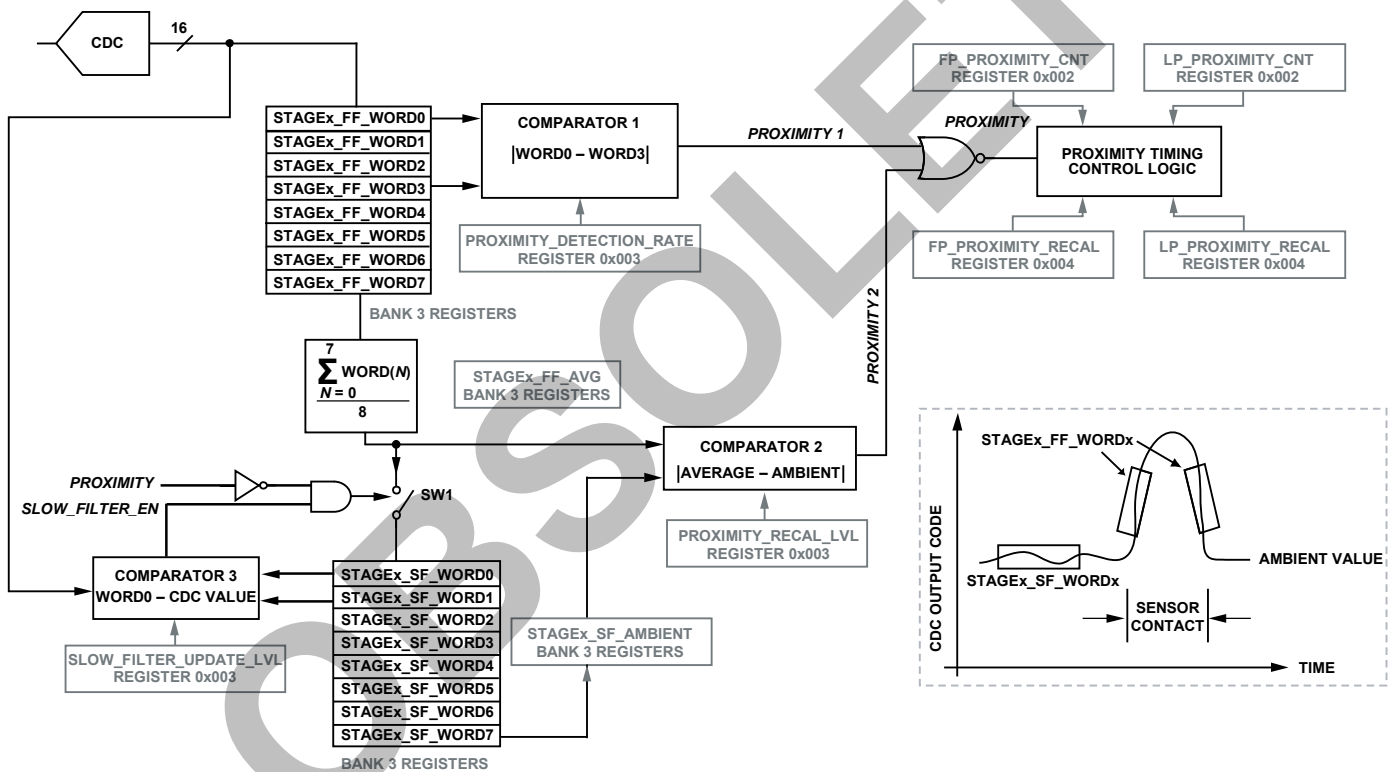 CDC
16
STAGEx_FF_WORD0
STAGEx_FF_WORD1
STAGEx_FF_WORD2
STAGEx_FF_WORD3
STAGEx_FF_WORD4
STAGEx_FF_WORD5
STAGEx_FF_WORD6
STAGEx_FF_WORD7
BANK 3 REGISTERS
COMPARATOR 1
|WORD0 – WORD3|
PROXIMITY_DETECTION_RATE
REGISTER 0x003
PROXIMITY 1
PROXIMITY
FP_PROXIMITY_CNT
REGISTER 0x002
LP_PROXIMITY_CNT
REGISTER 0x002
PROXIMITY TIMING
CONTROL LOGIC
FP_PROXIMITY_RECAL
REGISTER 0x004
LP_PROXIMITY_RECAL
REGISTER 0x004
PROXIMITY 2
7
Σ WORD(N)
N = 0
8
STAGEx_FF_AVG
BANK 3 REGISTERS
COMPARATOR 2
|AVERAGE – AMBIENT|
PROXIMITY_RECAL_LVL
REGISTER 0x003
PROXIMITY
SLOW_FILTER_EN
SW1
COMPARATOR 3
WORD0 – CDC VALUE
SLOW_FILTER_UPDATE_LVL
REGISTER 0x003
STAGEx_SF_WORD0
STAGEx_SF_WORD1
STAGEx_SF_WORD2
STAGEx_SF_WORD3
STAGEx_SF_WORD4
STAGEx_SF_WORD5
STAGEx_SF_WORD6
STAGEx_SF_WORD7
BANK 3 REGISTERS
STAGEx_SF_AMBIENT
BANK 3 REGISTERS
CDC OUTPUT CODE
STAGEx_FF_WORDx
STAGEx_SF_WORDx
AMBIENT VALUE
SENSOR
CONTACT
TIME
OBSOLET